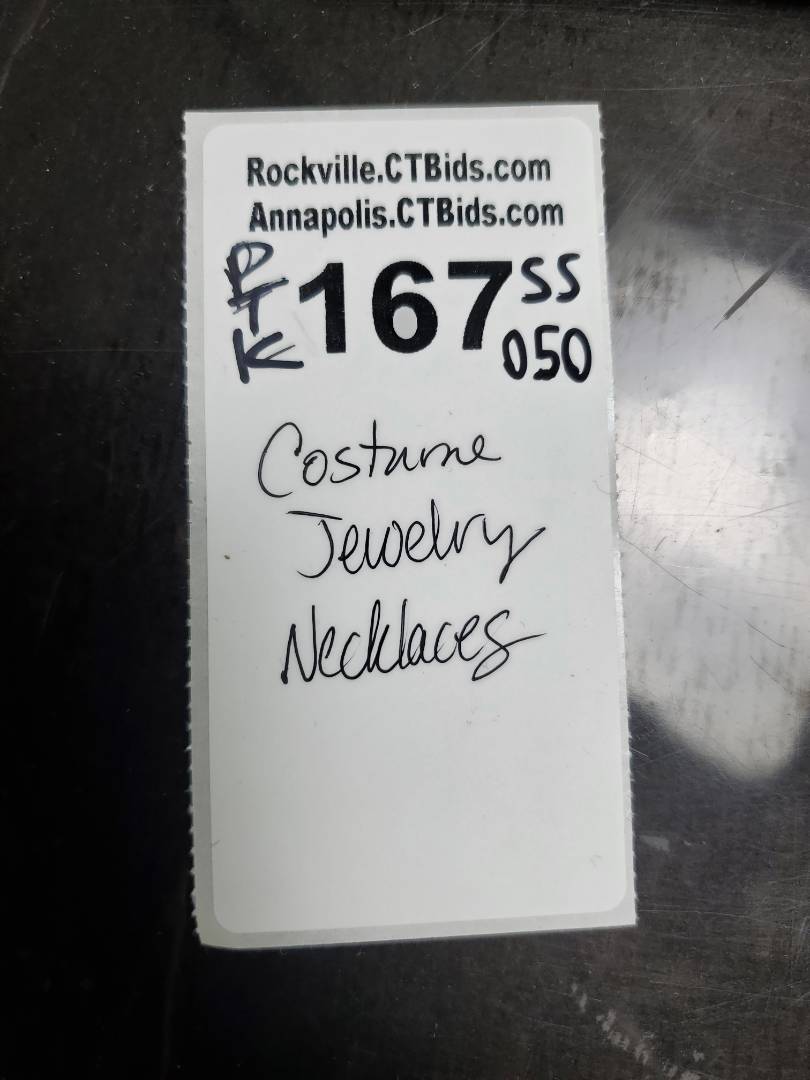 Rockville.CTBids.com
Annapolis.CTBids.com
PTK 167 SS
050
Costume
Jewelry
Necklaces